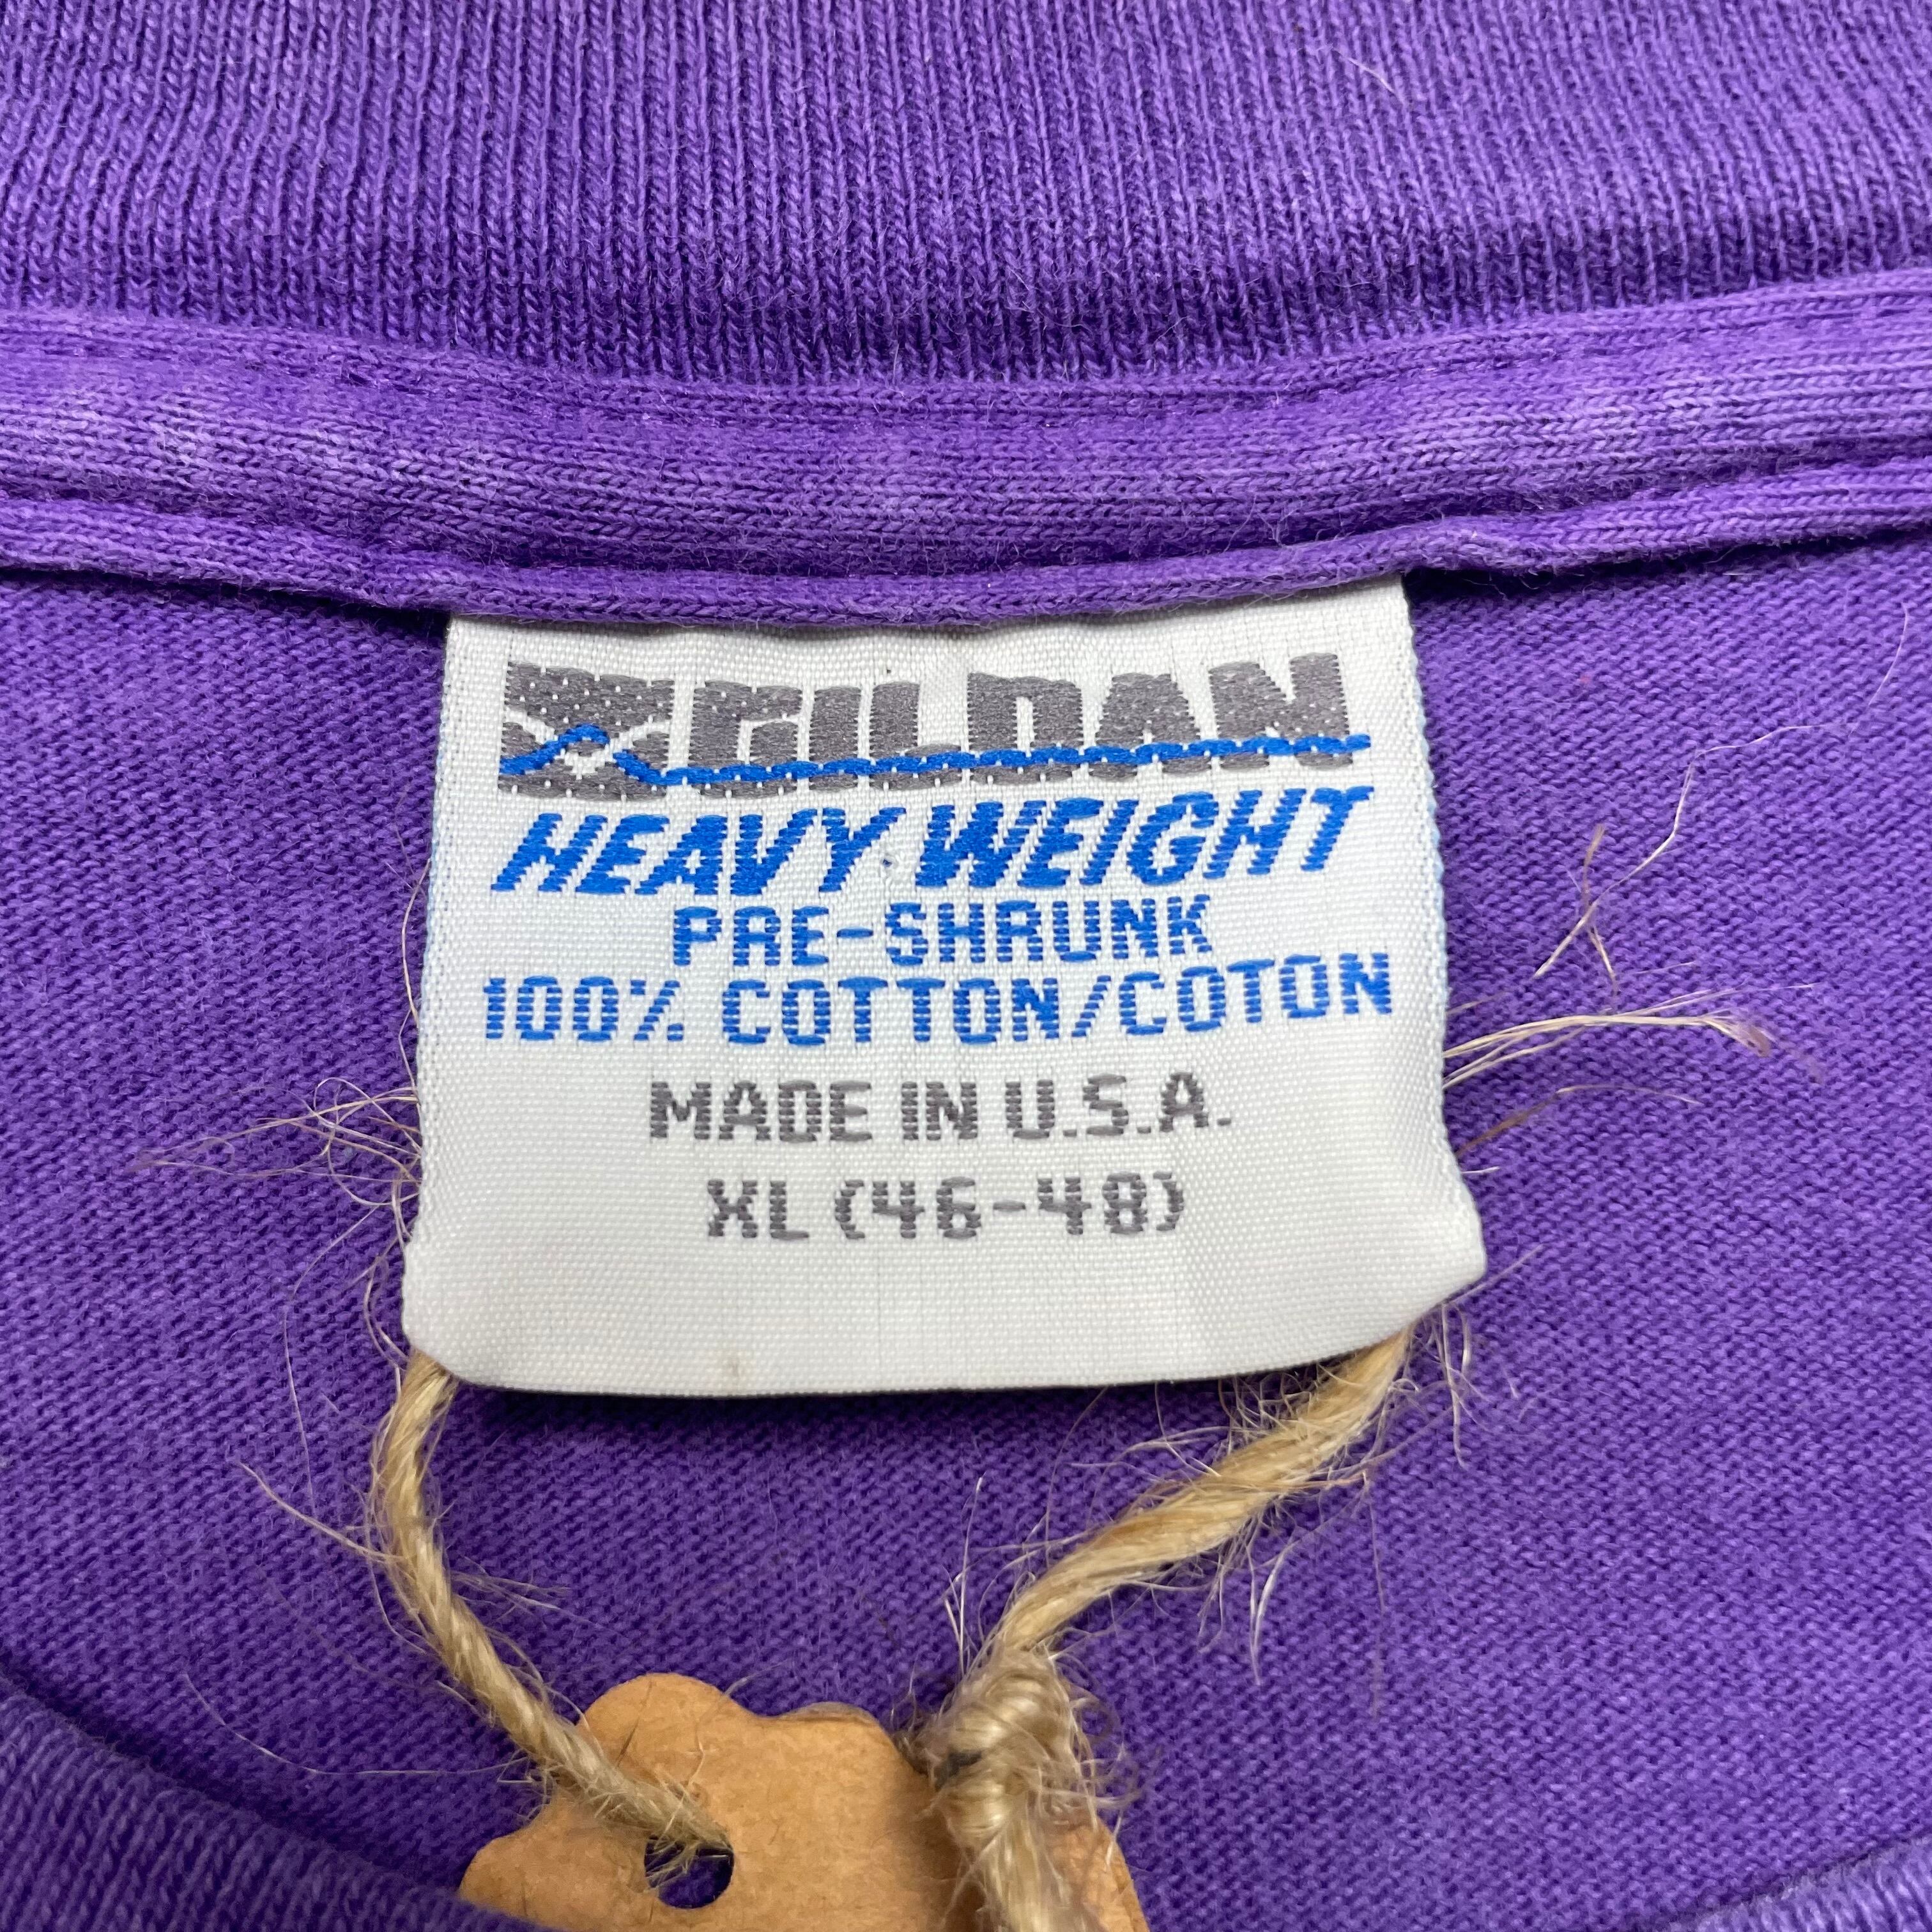 GILDAN
HEAVY WEIGHT
PRE-SHRUNK
100% COTTON/COTON
MADE IN U.S.A.
XL (46-48)